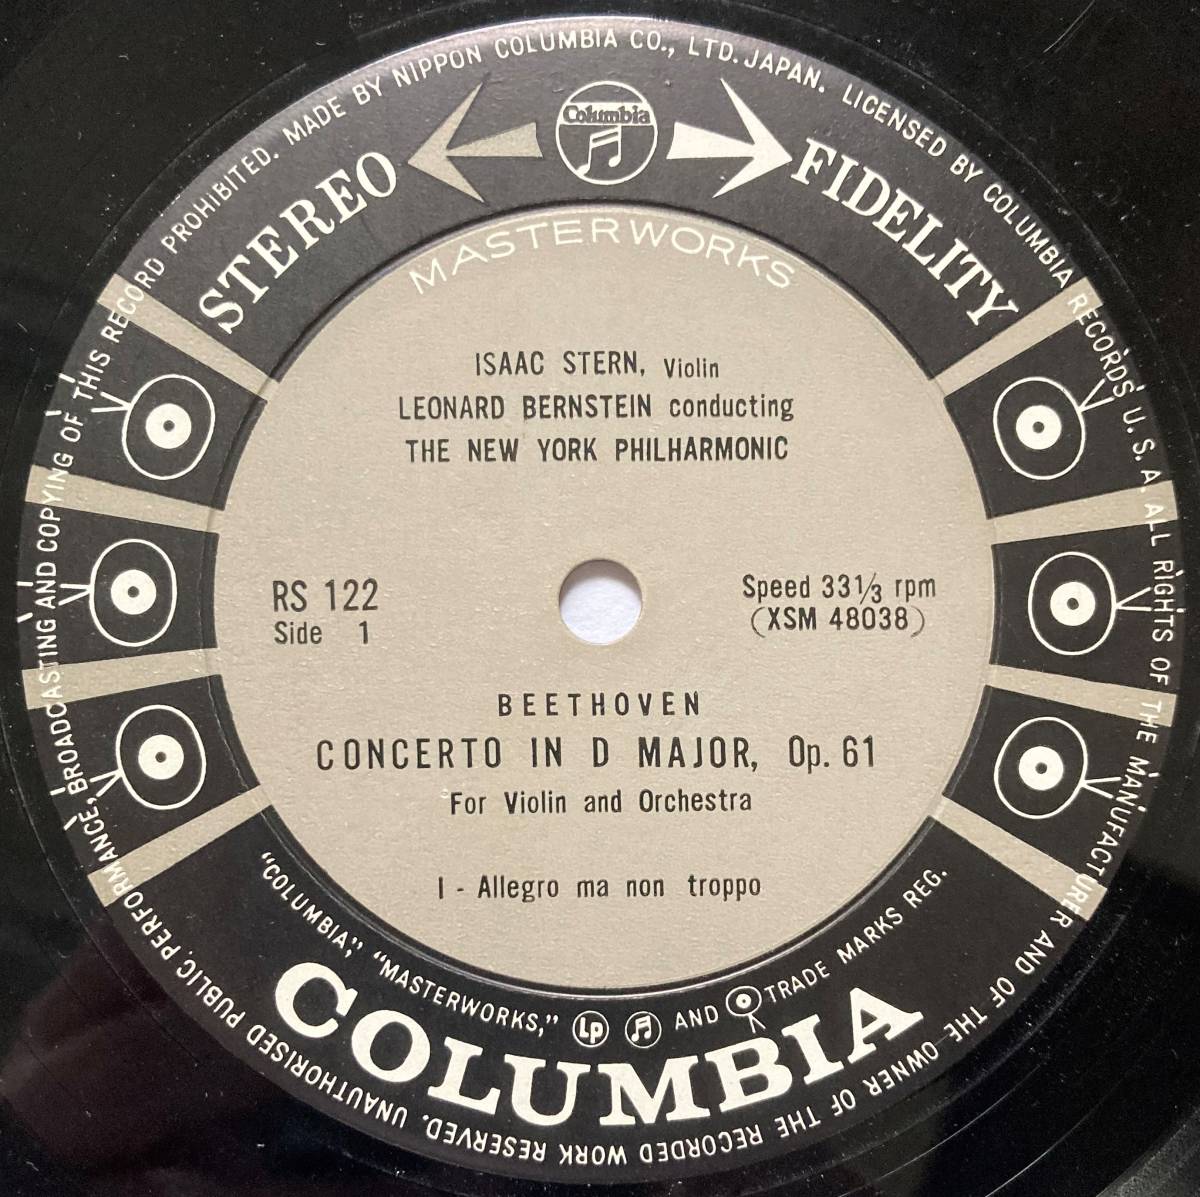 MADE BY NIPPON COLUMBIA CO., LTD. JAPAN. LICENSED BY COLUMBIA RECORDS U. S. A. ALL RIGHTS OF THE MANUFACTURER AND OF THE OWNER OF THE RECORDED WORK RESERVED. UNAUTHORISED PUBLIC PERFORMANCE, BROADCASTING AND COPYING OF THIS RECORD PROHIBITED.
STEREO
Columbia
FIDELITY
MASTERWORKS
ISAAC STERN, Violin
LEONARD BERNSTEIN conducting
THE NEW YORK PHILHARMONIC
RS 122
Side 1
Speed 33 1/3 rpm
(XSM 48038)
BEETHOVEN
CONCERTO IN D MAJOR, Op. 61
For Violin and Orchestra
I - Allegro ma non troppo
"COLUMBIA," "MASTERWORKS," Lp AND TRADE MARKS REG.
COLUMBIA